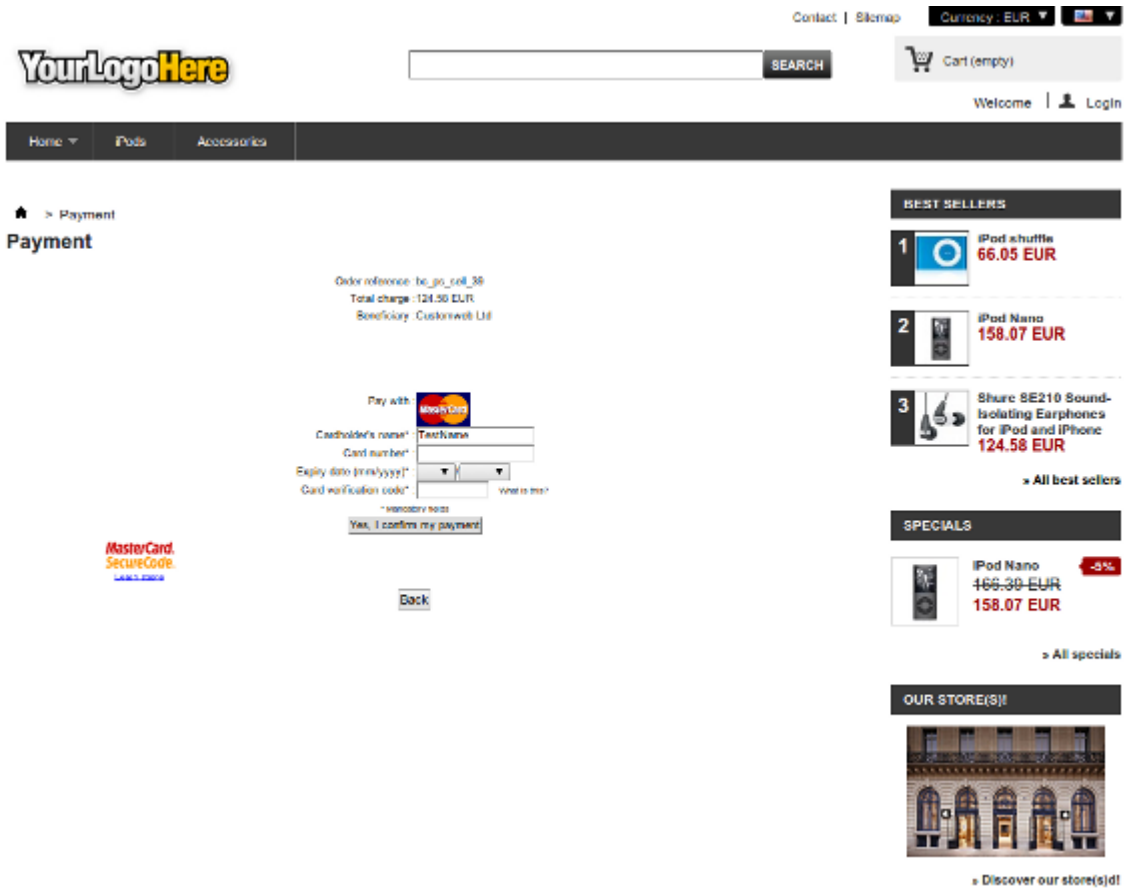 Contact | Sitemap
Currency : EUR
YourLogoHere
SEARCH
Cart (empty)
Welcome | Login
Home
iPods
Accessories
> Payment
Payment
Order reference :
Total charge :124.58 EUR
Beneficiary :Customweb Ltd
Pay with :
MasterCard
Cardholder's name* : TestName
Card number* :
Expiry date (mm/yyyy)* : /
Card verification code* :
What is this?
* Mandatory fields
Yes, I confirm my payment
MasterCard.
SecureCode.
Learn more
Back
BEST SELLERS
1
iPod shuffle
66.05 EUR
2
iPod Nano
158.07 EUR
3
Shure SE210 Sound-
Isolating Earphones
for iPod and iPhone
124.58 EUR
» All best sellers
SPECIALS
iPod Nano
-5%
166.39 EUR
158.07 EUR
» All specials
OUR STORE(S)!
» Discover our store(s)d!